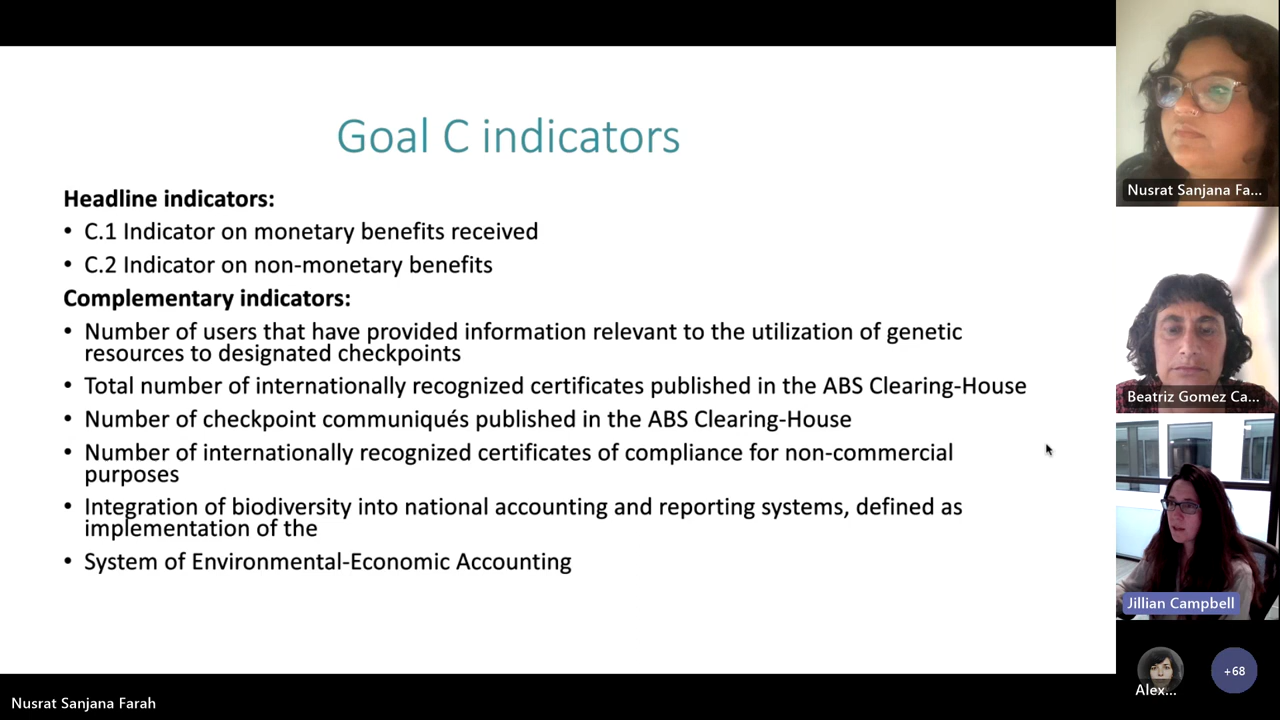 Goal C indicators
Headline indicators:
• C.1 Indicator on monetary benefits received
• C.2 Indicator on non-monetary benefits
Complementary indicators:
• Number of users that have provided information relevant to the utilization of genetic
resources to designated checkpoints
• Total number of internationally recognized certificates published in the ABS Clearing-House
• Number of checkpoint communiqués published in the ABS Clearing-House
• Number of internationally recognized certificates of compliance for non-commercial
purposes
• Integration of biodiversity into national accounting and reporting systems, defined as
implementation of the
• System of Environmental-Economic Accounting
Nusrat Sanjana Fa...
Beatriz Gomez Ca...
Jillian Campbell
Alex...
+68
Nusrat Sanjana Farah